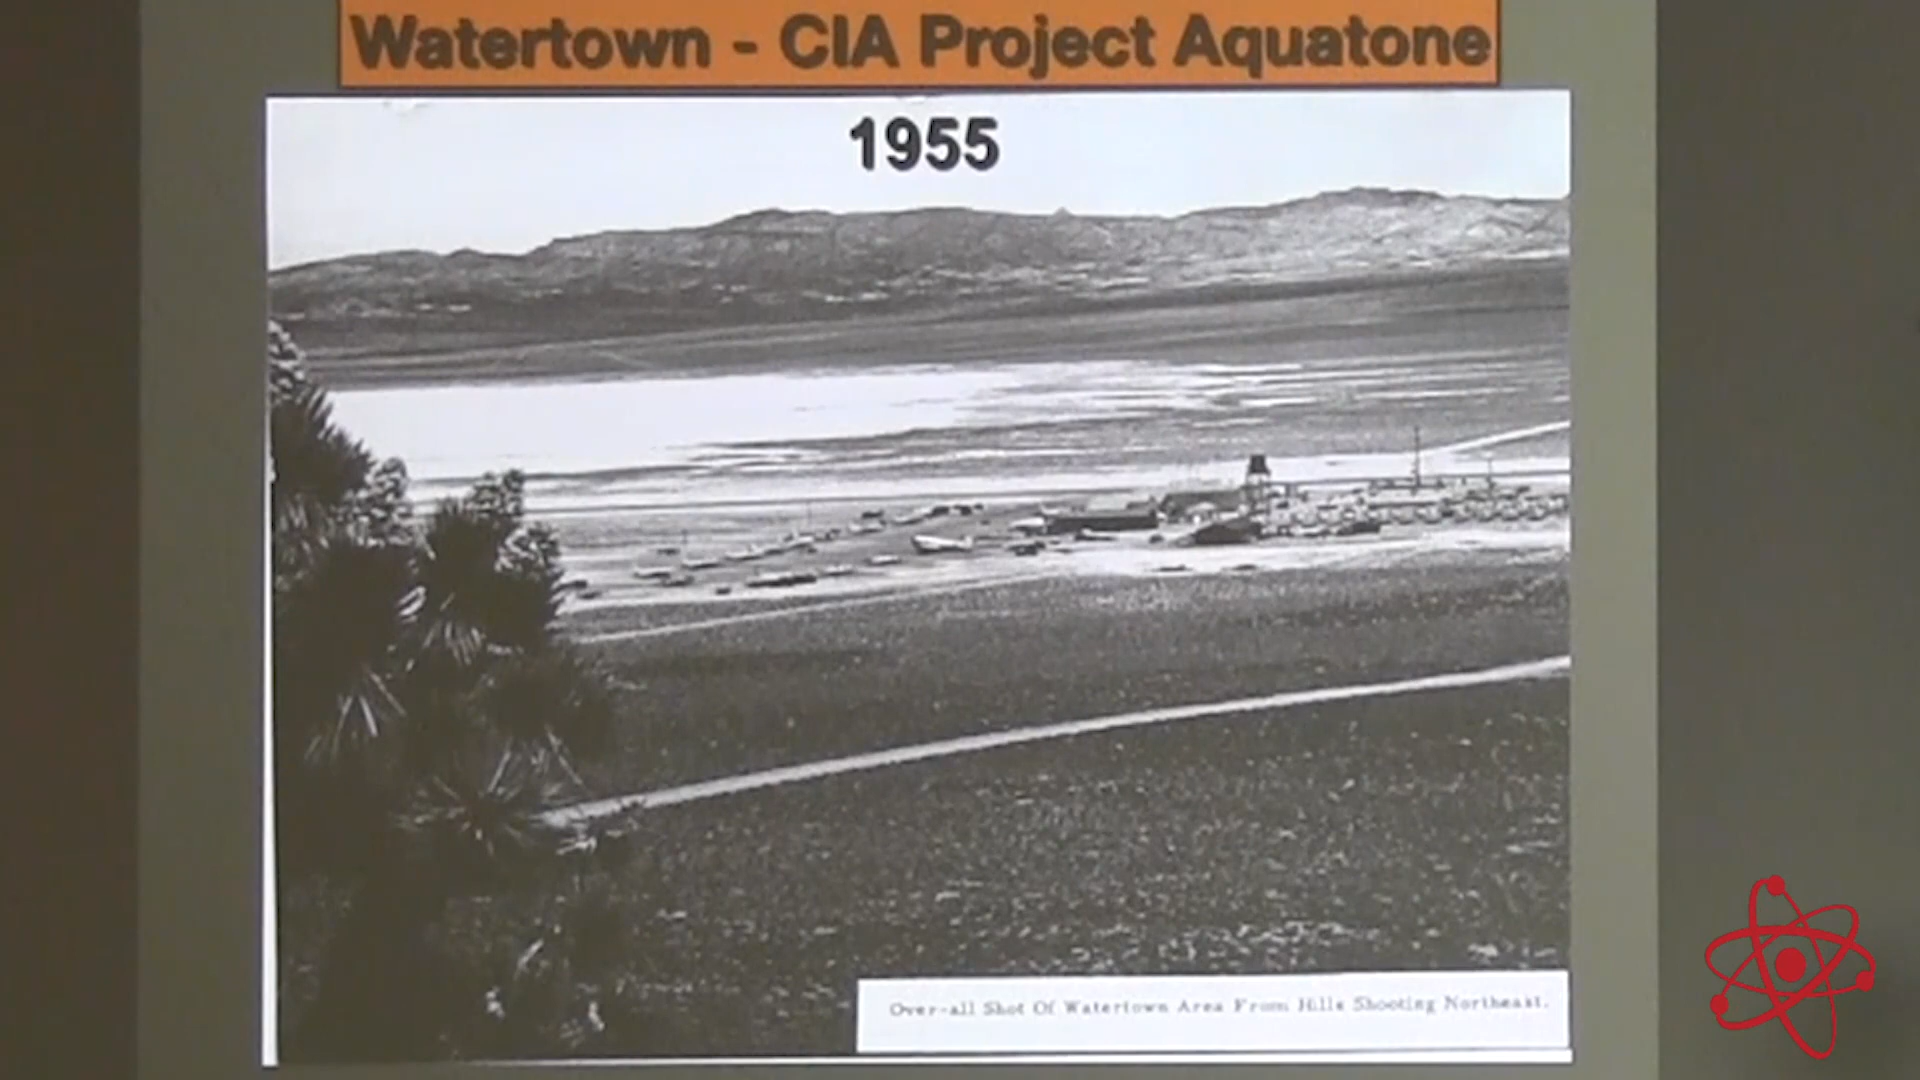 Watertown - CIA Project Aquatone
1955
Over-all Shot Of Watertown Area From Hills Shooting Northeast.